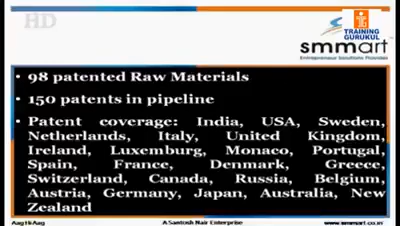 HD
TRAINING
GURUKUL
smmart
Entrepreneur Solutions Provider
• 98 patented Raw Materials
• 150 patents in pipeline
• Patent coverage: India, USA, Sweden,
Netherlands, Italy, United Kingdom,
Ireland, Luxemburg, Monaco, Portugal,
Spain, France, Denmark, Greece,
Switzerland, Canada, Russia, Belgium,
Austria, Germany, Japan, Australia, New
Zealand
Aag Hi Aag
A Santosh Nair Enterprise
www.smmart.co.in